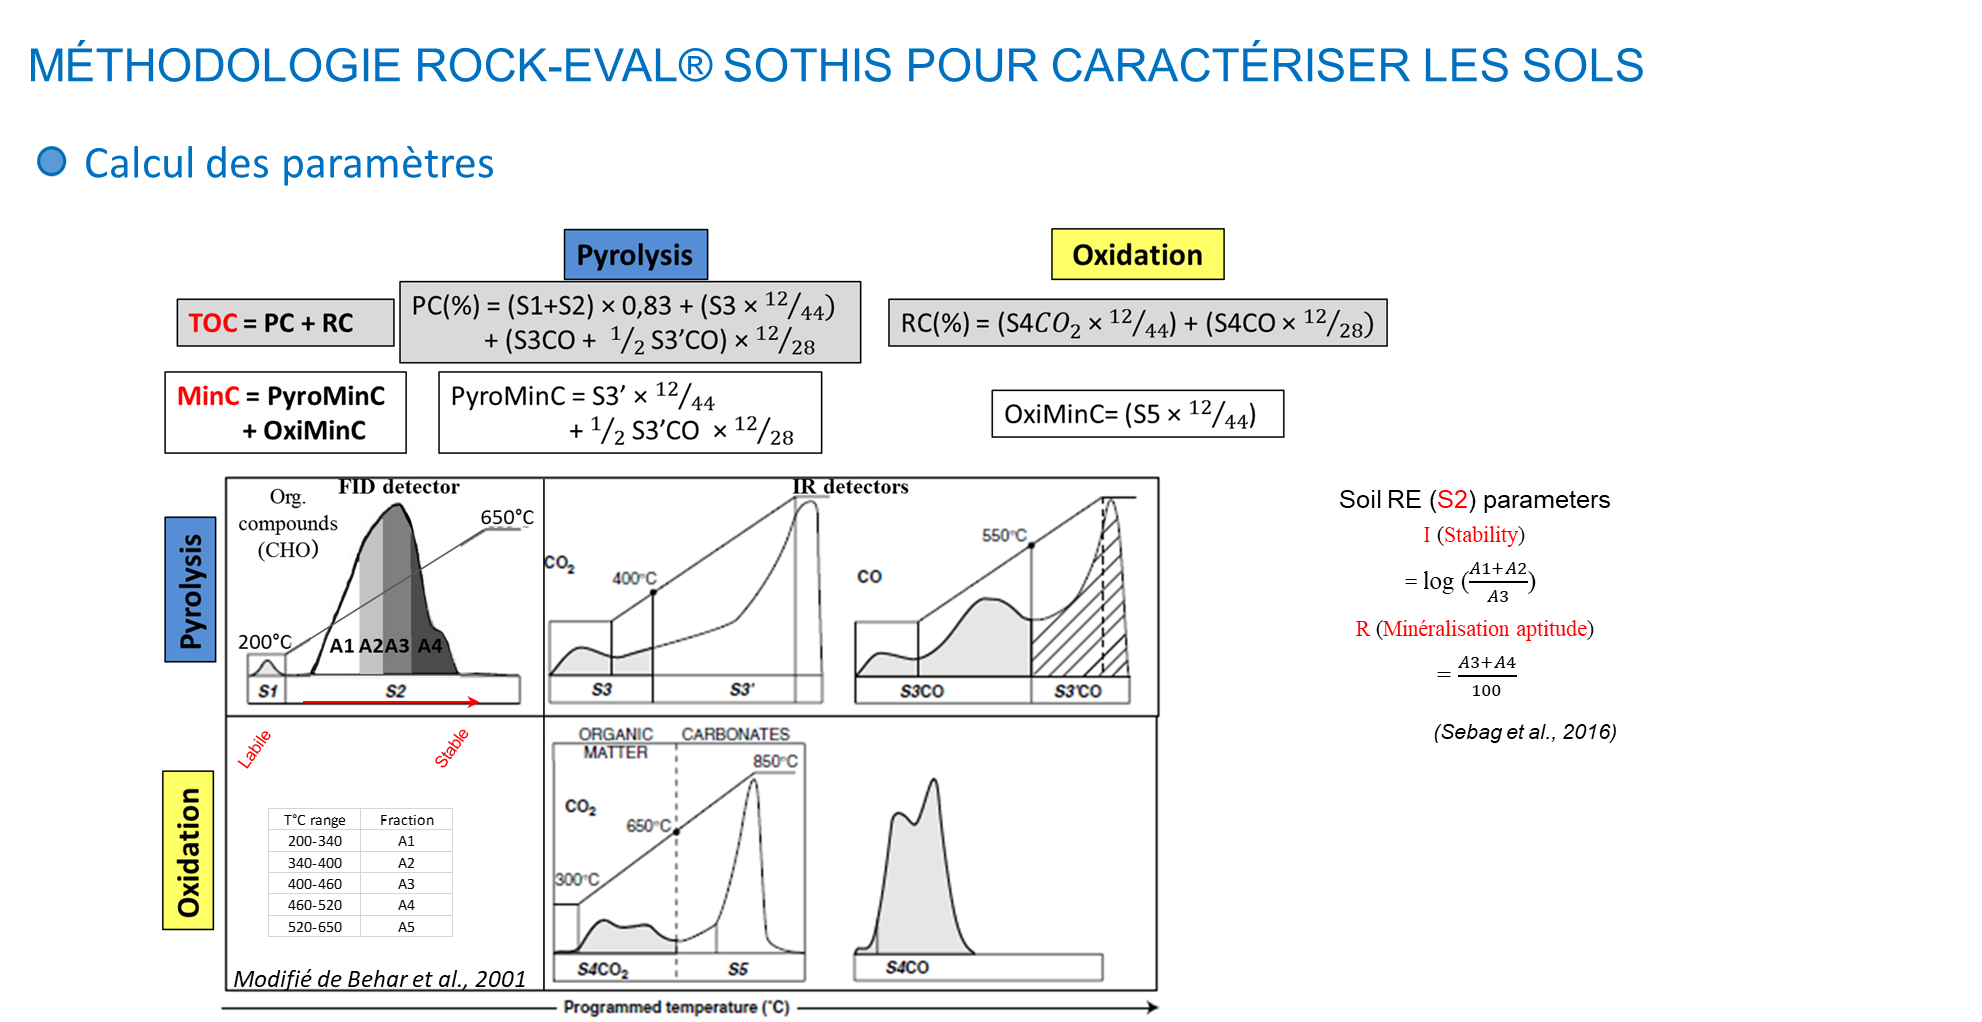 MÉTHODOLOGIE ROCK-EVAL® SOTHIS POUR CARACTÉRISER LES SOLS
Calcul des paramètres
Pyrolysis
Oxidation
TOC = PC + RC
PC(%) = (S1+S2) × 0,83 + (S3 × 12/44)
+ (S3CO + 1/2 S3’CO) × 12/28
RC(%) = (S4CO₂ × 12/44) + (S4CO × 12/28)
MinC = PyroMinC
+ OxiMinC
PyroMinC = S3’ × 12/44
+ 1/2 S3’CO × 12/28
OxiMinC= (S5 × 12/44)
Pyrolysis
FID detector
Org.
compounds
(CHO)
650°C
200°C
A1 A2 A3 A4
S1 S2
Labile
Stable
IR detectors
CO₂
400°C
S3 S3'
CO
550°C
S3CO S3'CO
Soil RE (S2) parameters
I (Stability)
= log (A1+A2/A3)
R (Minéralisation aptitude)
= A3+A4/100
(Sebag et al., 2016)
Oxidation
T°C range Fraction
200-340 A1
340-400 A2
400-460 A3
460-520 A4
520-650 A5
Modifié de Behar et al., 2001
ORGANIC MATTER
CARBONATES
850°C
CO₂
650°C
300°C
S4CO₂ S5
S4CO
Programmed temperature (°C)